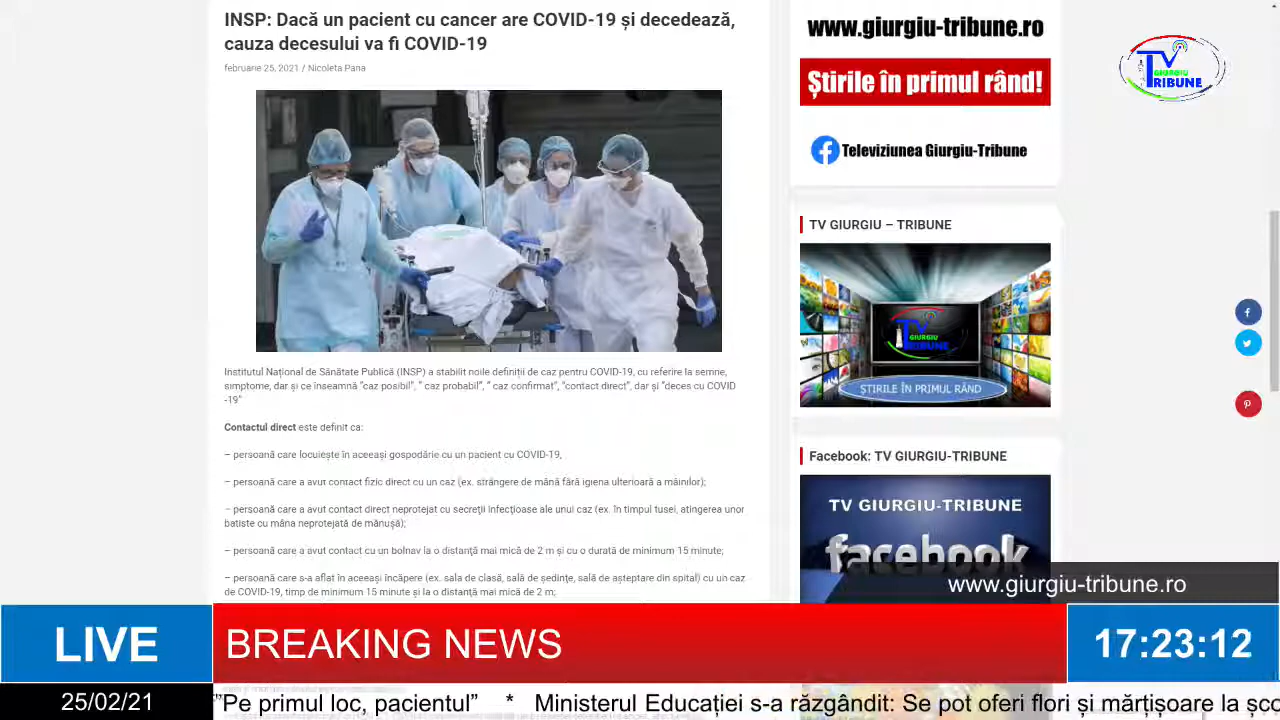 INSP: Dacă un pacient cu cancer are COVID-19 și decedează,
cauza decesului va fi COVID-19
februarie 25, 2021 / Nicoleta Pana
Institutul Național de Sănătate Publică (INSP) a stabilit noile definiții de caz pentru COVID-19, cu referire la semne,
simptome, dar și ce înseamnă "caz posibil", " caz probabil", " caz confirmat", "contact direct", dar și "deces cu COVID
-19"
Contactul direct este definit ca:
– persoană care locuiește în aceeași gospodărie cu un pacient cu COVID-19,
– persoană care a avut contact fizic direct cu un caz (ex. strângere de mână fără igiena ulterioară a mâinilor);
– persoană care a avut contact direct neprotejat cu secreții infecțioase ale unui caz (ex. în timpul tusei, atingerea unor
batiste cu mâna neprotejată de mănușă);
– persoană care a avut contact cu un bolnav la o distanță mai mică de 2 m și cu o durată de minimum 15 minute;
– persoană care s-a aflat în aceeași încăpere (ex. sala de clasă, sală de ședințe, sală de așteptare din spital) cu un caz
de COVID-19, timp de minimum 15 minute și la o distanță mai mică de 2 m;
www.giurgiu-tribune.ro
Știrile în primul rând!
Televiziunea Giurgiu-Tribune
TV GIURGIU – TRIBUNE
TV
GIURGIU
TRIBUNE
ȘTIRILE ÎN PRIMUL RÂND
Facebook: TV GIURGIU-TRIBUNE
TV GIURGIU-TRIBUNE
facebook
TV
GIURGIU
TRIBUNE
www.giurgiu-tribune.ro
LIVE
BREAKING NEWS
17:23:12
25/02/21
"Pe primul loc, pacientul" * Ministerul Educației s-a răzgândit: Se pot oferi flori și mărțișoare la șco